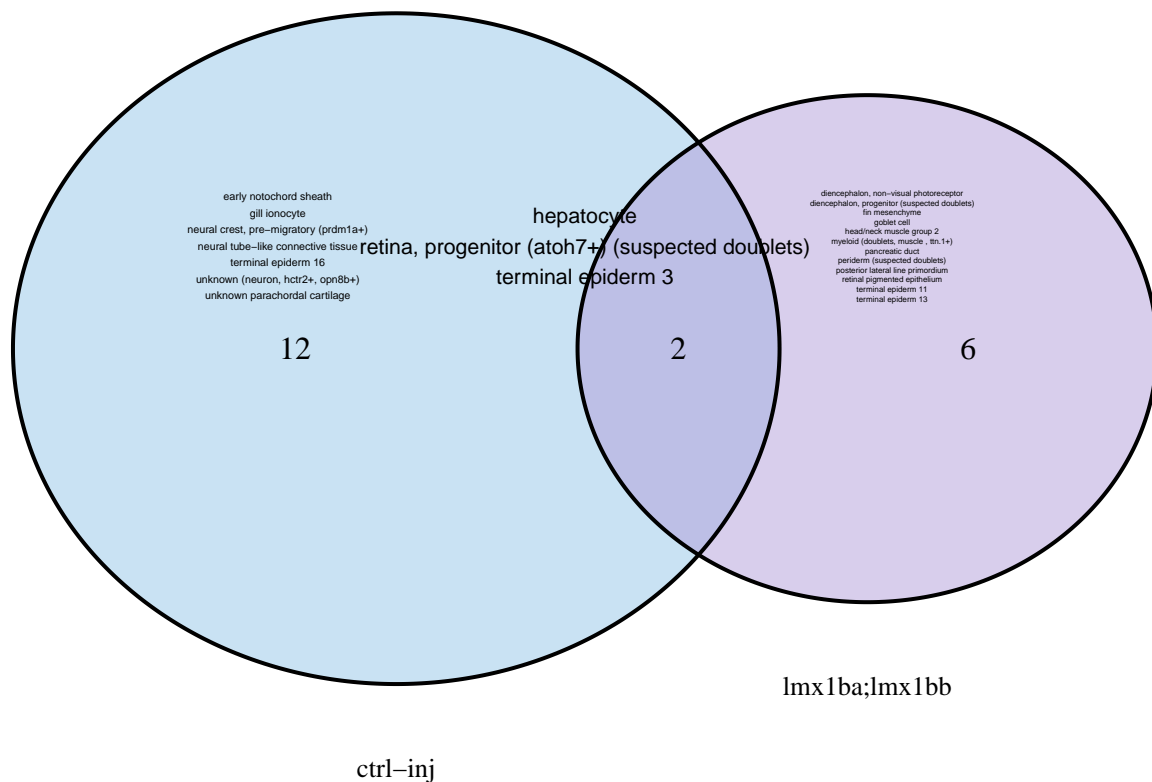 early notochord sheath
gill ionocyte
neural crest, pre−migratory (prdm1a+)
neural tube−like connective tissue
terminal epiderm 16
unknown (neuron, hctr2+, opn8b+)
unknown parachordal cartilage
12
hepatocyte
retina, progenitor (atoh7+) (suspected doublets)
terminal epiderm 3
2
diencephalon, non−visual photoreceptor
diencephalon, progenitor (suspected doublets)
fin mesenchyme
goblet cell
head/neck muscle group 2
myeloid (doublets, muscle , ttn.1+)
pancreatic duct
periderm (suspected doublets)
posterior lateral line primordium
retinal pigmented epithelium
terminal epiderm 11
terminal epiderm 13
6
lmx1ba;lmx1bb
ctrl−inj